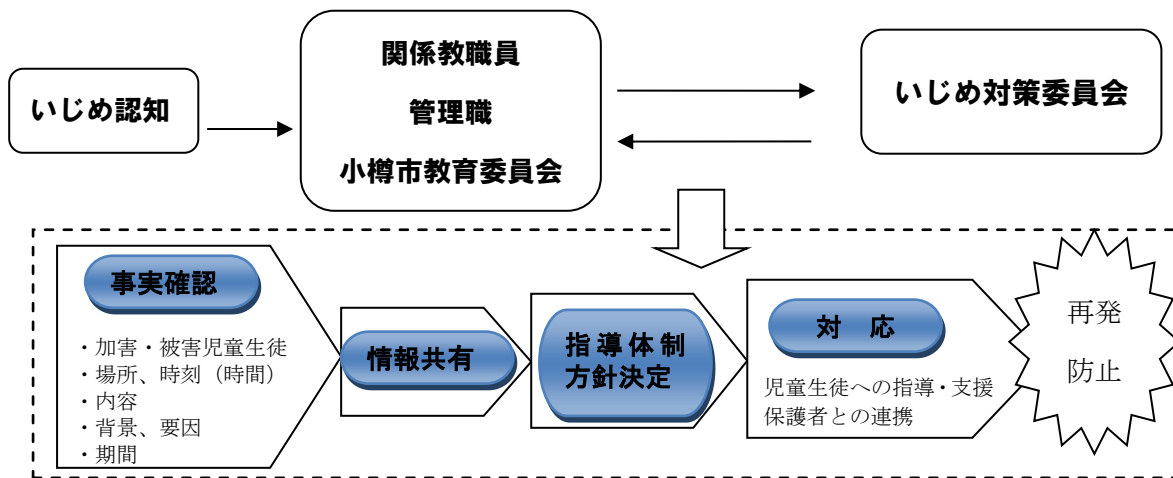 いじめ認知
関係教職員
管理職
小樽市教育委員会
いじめ対策委員会
事実確認
・加害・被害児童生徒
・場所、時刻（時間）
・内容
・背景、要因
・期間
情報共有
指導体制
方針決定
対　応
児童生徒への指導・支援
保護者との連携
再発
防止